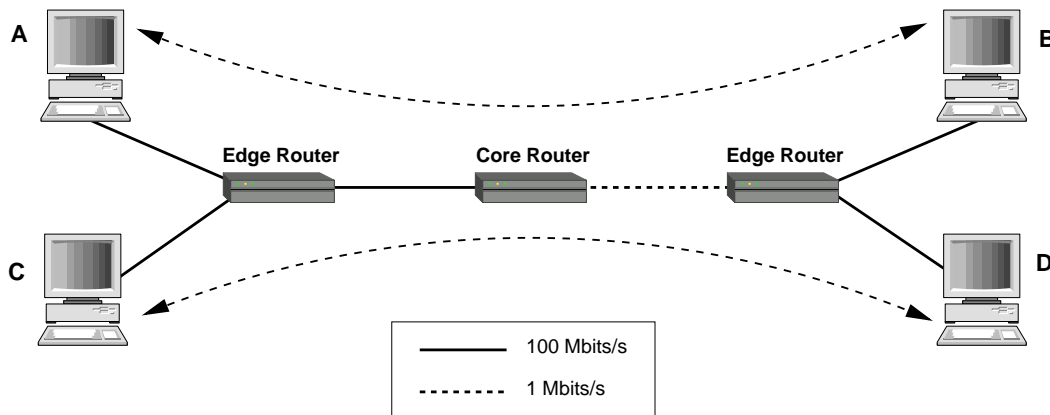 A
B
Edge Router
Core Router
Edge Router
C
D
100 Mbits/s
1 Mbits/s